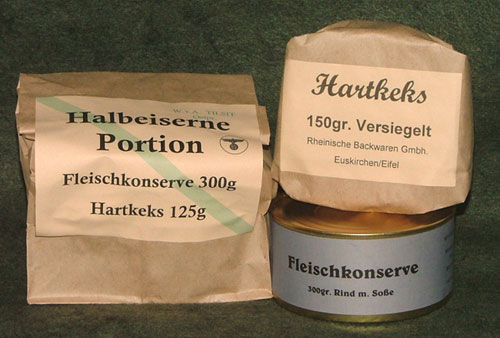 Halbeiserne
Portion
Fleischkonserve 300g
Hartkeks 125g
Hartkeks
150gr. Versiegelt
Rheinische Backwaren Gmbh.
Euskirchen/Eifel
Fleischkonserve
300gr. Rind m. Soße